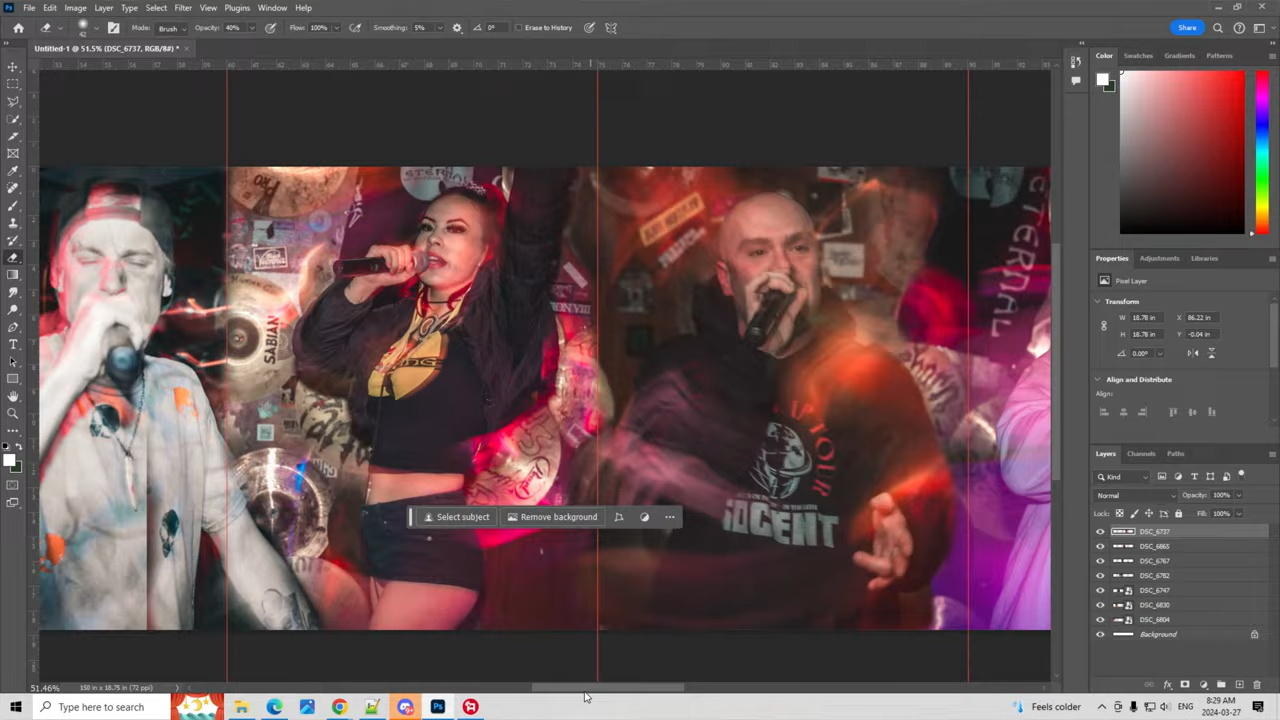 File Edit Image Layer Type Select Filter View Plugins Window Help
Mode: Brush Opacity: 40% Flow: 100% Smoothing: 5% 0° Erase to History
Share
Untitled-1 @ 51.5% (DSC_6737, RGB/8#) *
Color Swatches Gradients Patterns
Properties Adjustments Libraries
Pixel Layer
Transform
W 18.78 in X 86.22 in
H 18.78 in Y -0.04 in
0.00°
Align and Distribute
Align:
SABIAN
ETERNAL
Select subject Remove background
Layers Channels Paths
Kind
Normal Opacity: 100%
Lock: Fill: 100%
DSC_6737
DSC_6865
DSC_6767
DSC_6782
DSC_6747
DSC_6830
DSC_6804
Background
51.46% 150 in x 18.75 in (72 ppi)
Type here to search
Feels colder
8:29 AM
2024-03-27